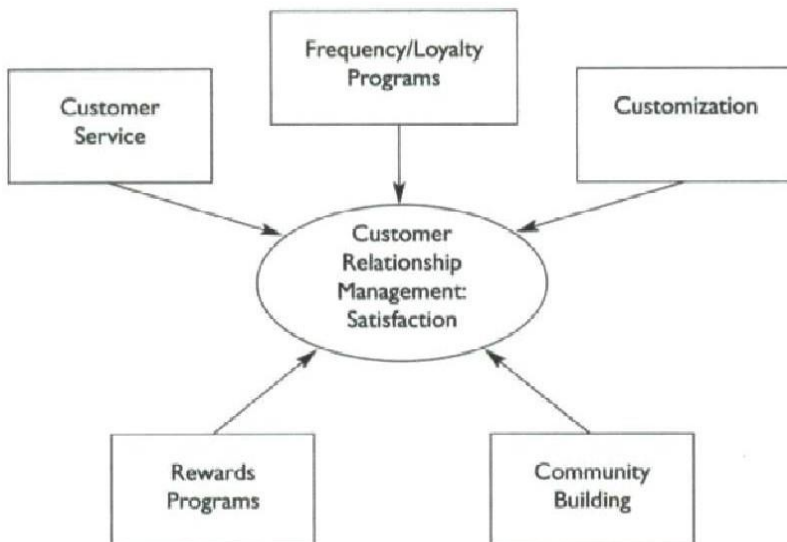 Frequency/Loyalty
Programs
Customer
Service
Customization
Customer
Relationship
Management:
Satisfaction
Rewards
Programs
Community
Building